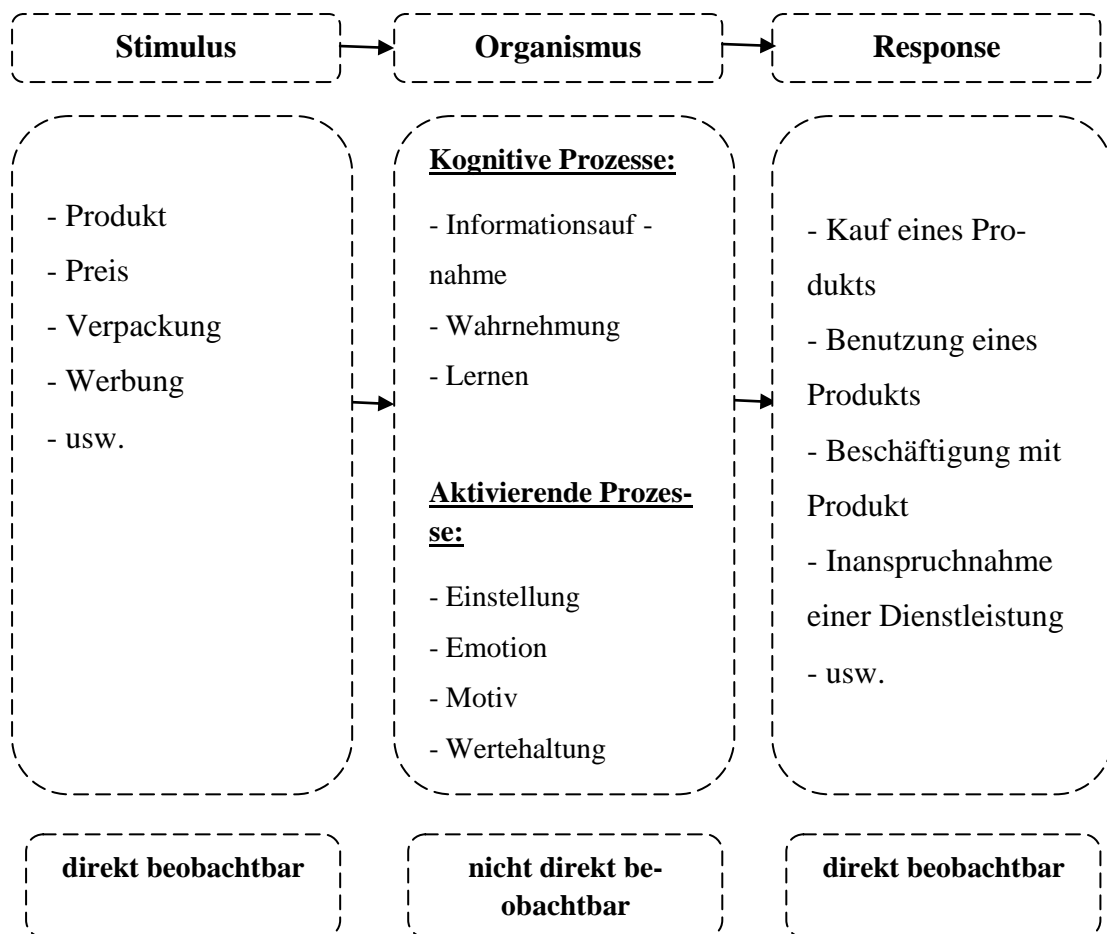 Stimulus
Organismus
Response
- Produkt
- Preis
- Verpackung
- Werbung
- usw.
Kognitive Prozesse:
- Informationsauf -
nahme
- Wahrnehmung
- Lernen
Aktivierende Prozes-
se:
- Einstellung
- Emotion
- Motiv
- Wertehaltung
- Kauf eines Pro-
dukts
- Benutzung eines
Produkts
- Beschäftigung mit
Produkt
- Inanspruchnahme
einer Dienstleistung
- usw.
direkt beobachtbar
nicht direkt be-
obachtbar
direkt beobachtbar